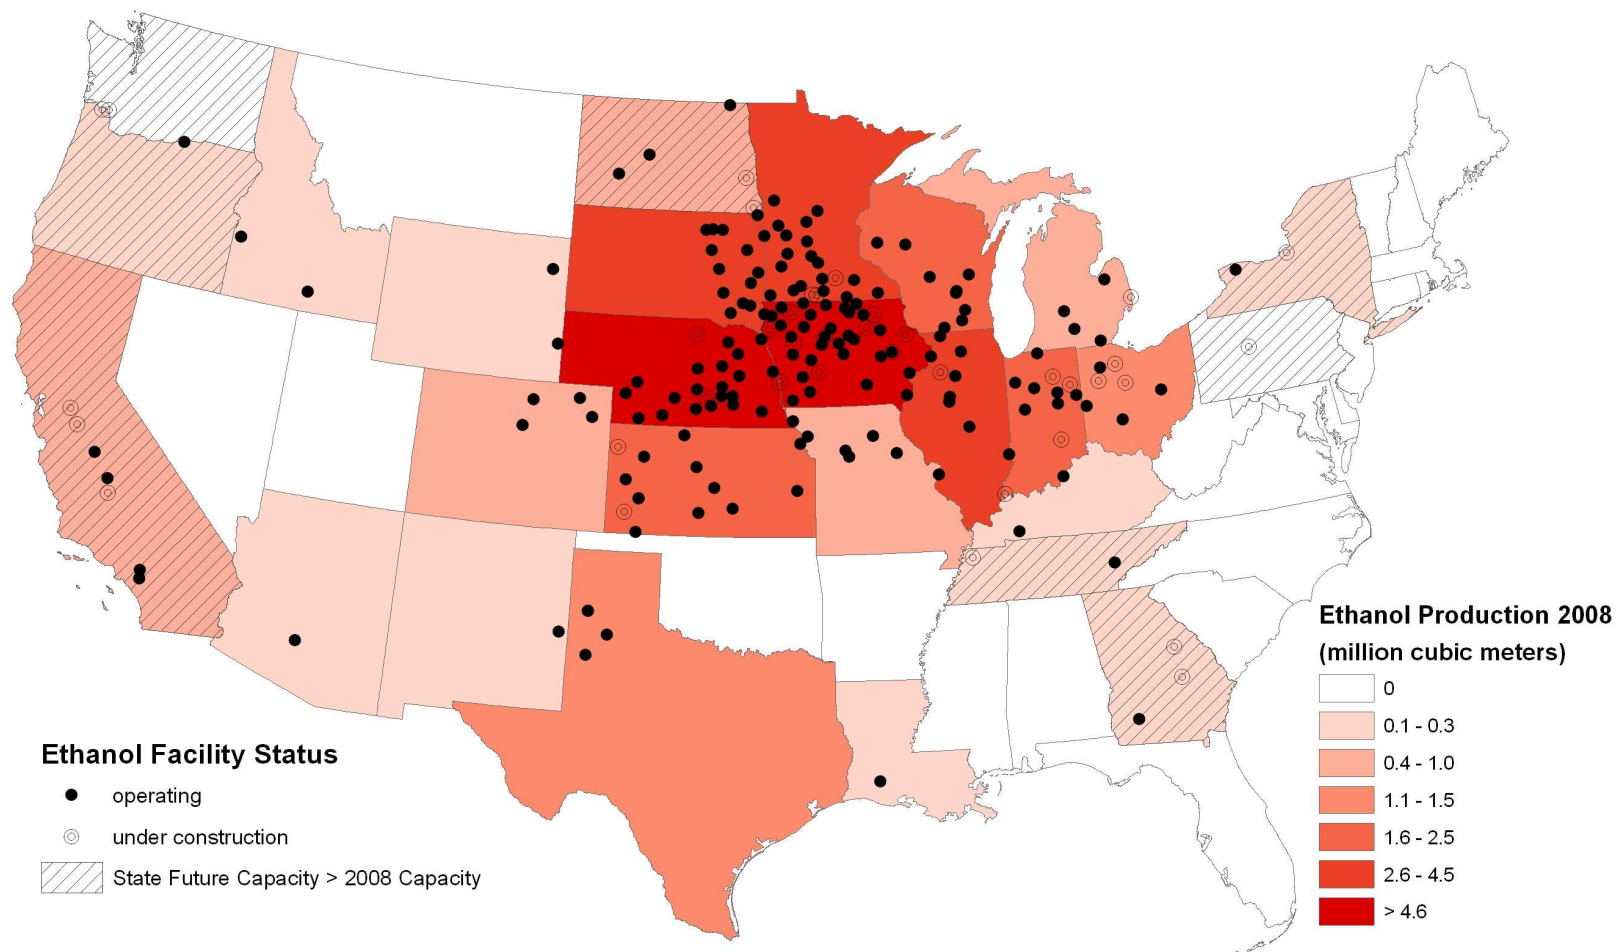 Ethanol Facility Status
operating
under construction
State Future Capacity > 2008 Capacity
Ethanol Production 2008
(million cubic meters)
0
0.1 - 0.3
0.4 - 1.0
1.1 - 1.5
1.6 - 2.5
2.6 - 4.5
> 4.6